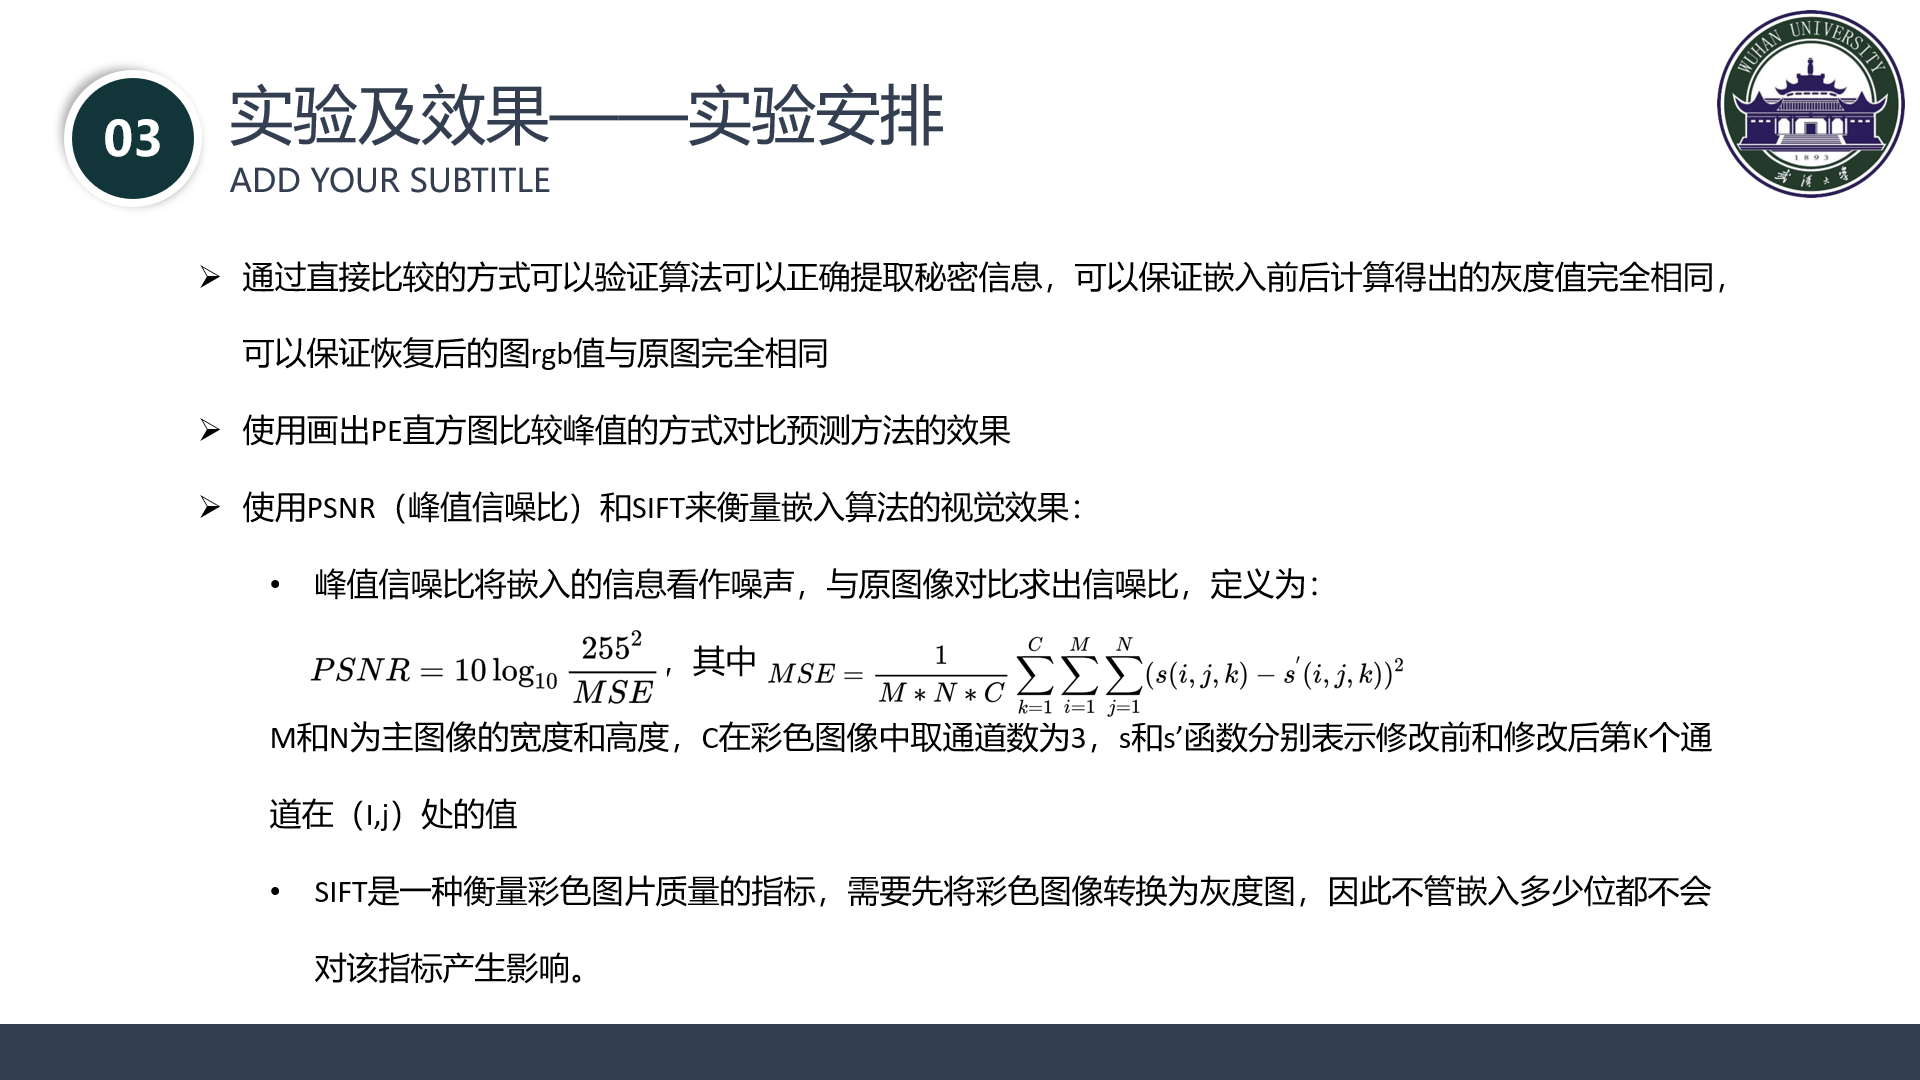 03
实验及效果——实验安排
ADD YOUR SUBTITLE
WUHAN UNIVERSITY
1893
武汉大学
➢ 通过直接比较的方式可以验证算法可以正确提取秘密信息，可以保证嵌入前后计算得出的灰度值完全相同，
可以保证恢复后的图rgb值与原图完全相同
➢ 使用画出PE直方图比较峰值的方式对比预测方法的效果
➢ 使用PSNR（峰值信噪比）和SIFT来衡量嵌入算法的视觉效果：
• 峰值信噪比将嵌入的信息看作噪声，与原图像对比求出信噪比，定义为：
$PSNR = 10 \log_{10} \frac{255^2}{MSE}$，其中 $MSE = \frac{1}{M*N*C} \sum_{k=1}^{C} \sum_{i=1}^{M} \sum_{j=1}^{N} (s(i,j,k) - s^{'}(i,j,k))^2$
M和N为主图像的宽度和高度，C在彩色图像中取通道数为3，s和s’函数分别表示修改前和修改后第K个通
道在（I,j）处的值
• SIFT是一种衡量彩色图片质量的指标，需要先将彩色图像转换为灰度图，因此不管嵌入多少位都不会
对该指标产生影响。